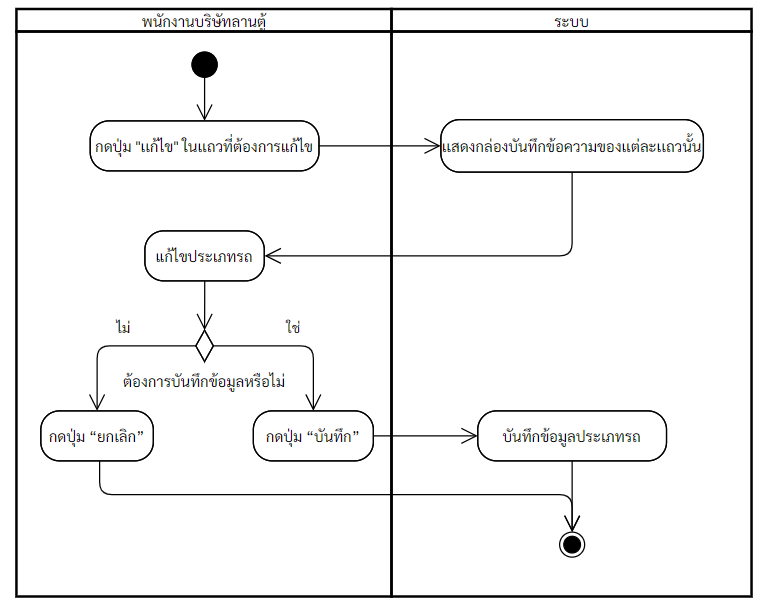 พนักงานบริษัทลานตู้
ระบบ
กดปุ่ม "แก้ไข" ในแถวที่ต้องการแก้ไข
แสดงกล่องบันทึกข้อความของแต่ละแถวนั้น
แก้ไขประเภทรถ
ไม่
ใช่
ต้องการบันทึกข้อมูลหรือไม่
กดปุ่ม “ยกเลิก”
กดปุ่ม “บันทึก”
บันทึกข้อมูลประเภทรถ